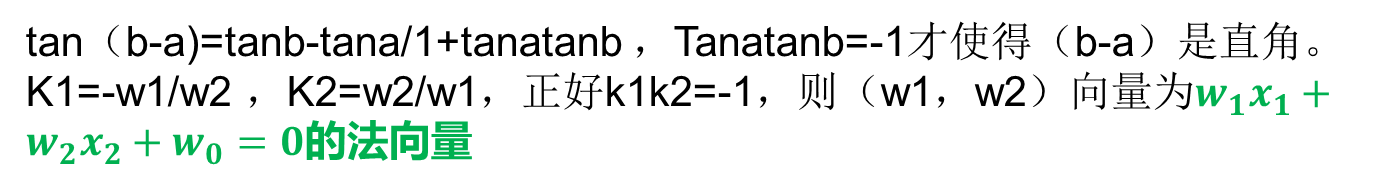 tan（b-a)=tanb-tana/1+tanatanb ，Tanatanb=-1才使得（b-a）是直角。
K1=-w1/w2 ，K2=w2/w1，正好k1k2=-1，则（w1，w2）向量为w₁x₁ +
w₂x₂ + w₀ = 0的法向量